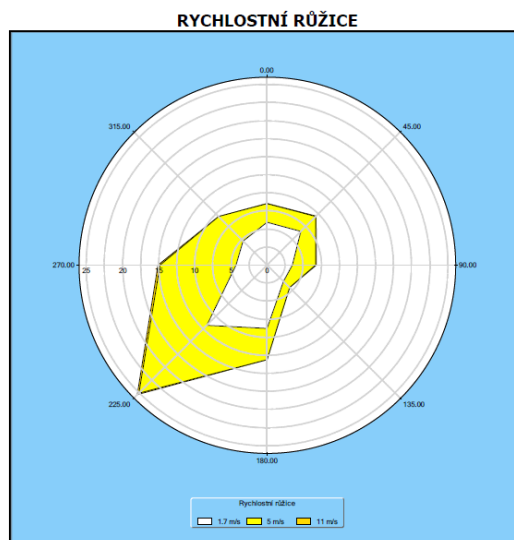 RYCHLOSTNÍ RŮŽICE
0.00
315.00 45.00
270.00 25 20 15 10 5 0 90.00
225.00 135.00
180.00
Rychlostní růžice
1.7 m/s 5 m/s 11 m/s